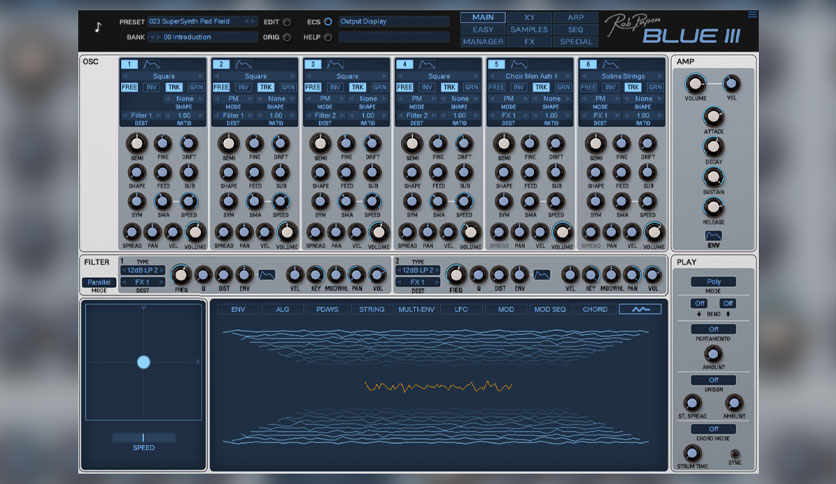 PRESET 023 SuperSynth Pad Field EDIT ECS Output Display MAIN XY ARP
EASY SAMPLES SEQ
BANK 00 Introduction ORIG HELP MANAGER FX SPECIAL
Rob Papen BLUE III
OSC 1 2 3 4 5 6 AMP
Square Square Square Square Choir Men Aah 1 Solina Strings
FREE INV TRK GRN FREE INV TRK GRN FREE INV TRK GRN FREE INV TRK GRN FREE INV TRK GRN FREE INV TRK GRN
None PM None PM None PM None PM None PM None
SHAPE MODE SHAPE MODE SHAPE MODE SHAPE MODE SHAPE MODE SHAPE
Filter 1 1.00 Filter 1 1.00 Filter 2 1.00 Filter 2 1.00 FX 1 1.00 FX 1 1.00
DEST RATIO DEST RATIO DEST RATIO DEST RATIO DEST RATIO DEST RATIO
SEMI FINE DRIFT SEMI FINE DRIFT SEMI FINE DRIFT SEMI FINE DRIFT SEMI FINE DRIFT SEMI FINE DRIFT
SHAPE FEED SUB SHAPE FEED SUB SHAPE FEED SUB SHAPE FEED SUB SHAPE FEED SUB SHAPE FEED SUB
SYM SMA SPEED SYM SMA SPEED SYM SMA SPEED SYM SMA SPEED SYM SMA SPEED SYM SMA SPEED
SPREAD PAN VEL VOLUME SPREAD PAN VEL VOLUME SPREAD PAN VEL VOLUME SPREAD PAN VEL VOLUME SPREAD PAN VEL VOLUME SPREAD PAN VEL VOLUME
VOLUME VEL
ATTACK
DECAY
SUSTAIN
RELEASE
ENV
FILTER 1 TYPE 2 TYPE
12dB LP 2 12dB LP 2
Parallel FX 1 FX 1
MODE DEST FREQ Q DIST ENV VEL KEY MODWHL PAN VOL DEST FREQ Q DIST ENV VEL KEY MODWHL PAN VOL
PLAY
Poly
MODE
Off Off
BEND
Off
PORTAMENTO
AMOUNT
Off
UNISON
ST. SPREAD AMOUNT
Off
CHORD MODE
STRUM TIME SYNC
Y
X
SPEED
ENV ALG PD/WS STRING MULTI-ENV LFO MOD MOD SEQ CHORD